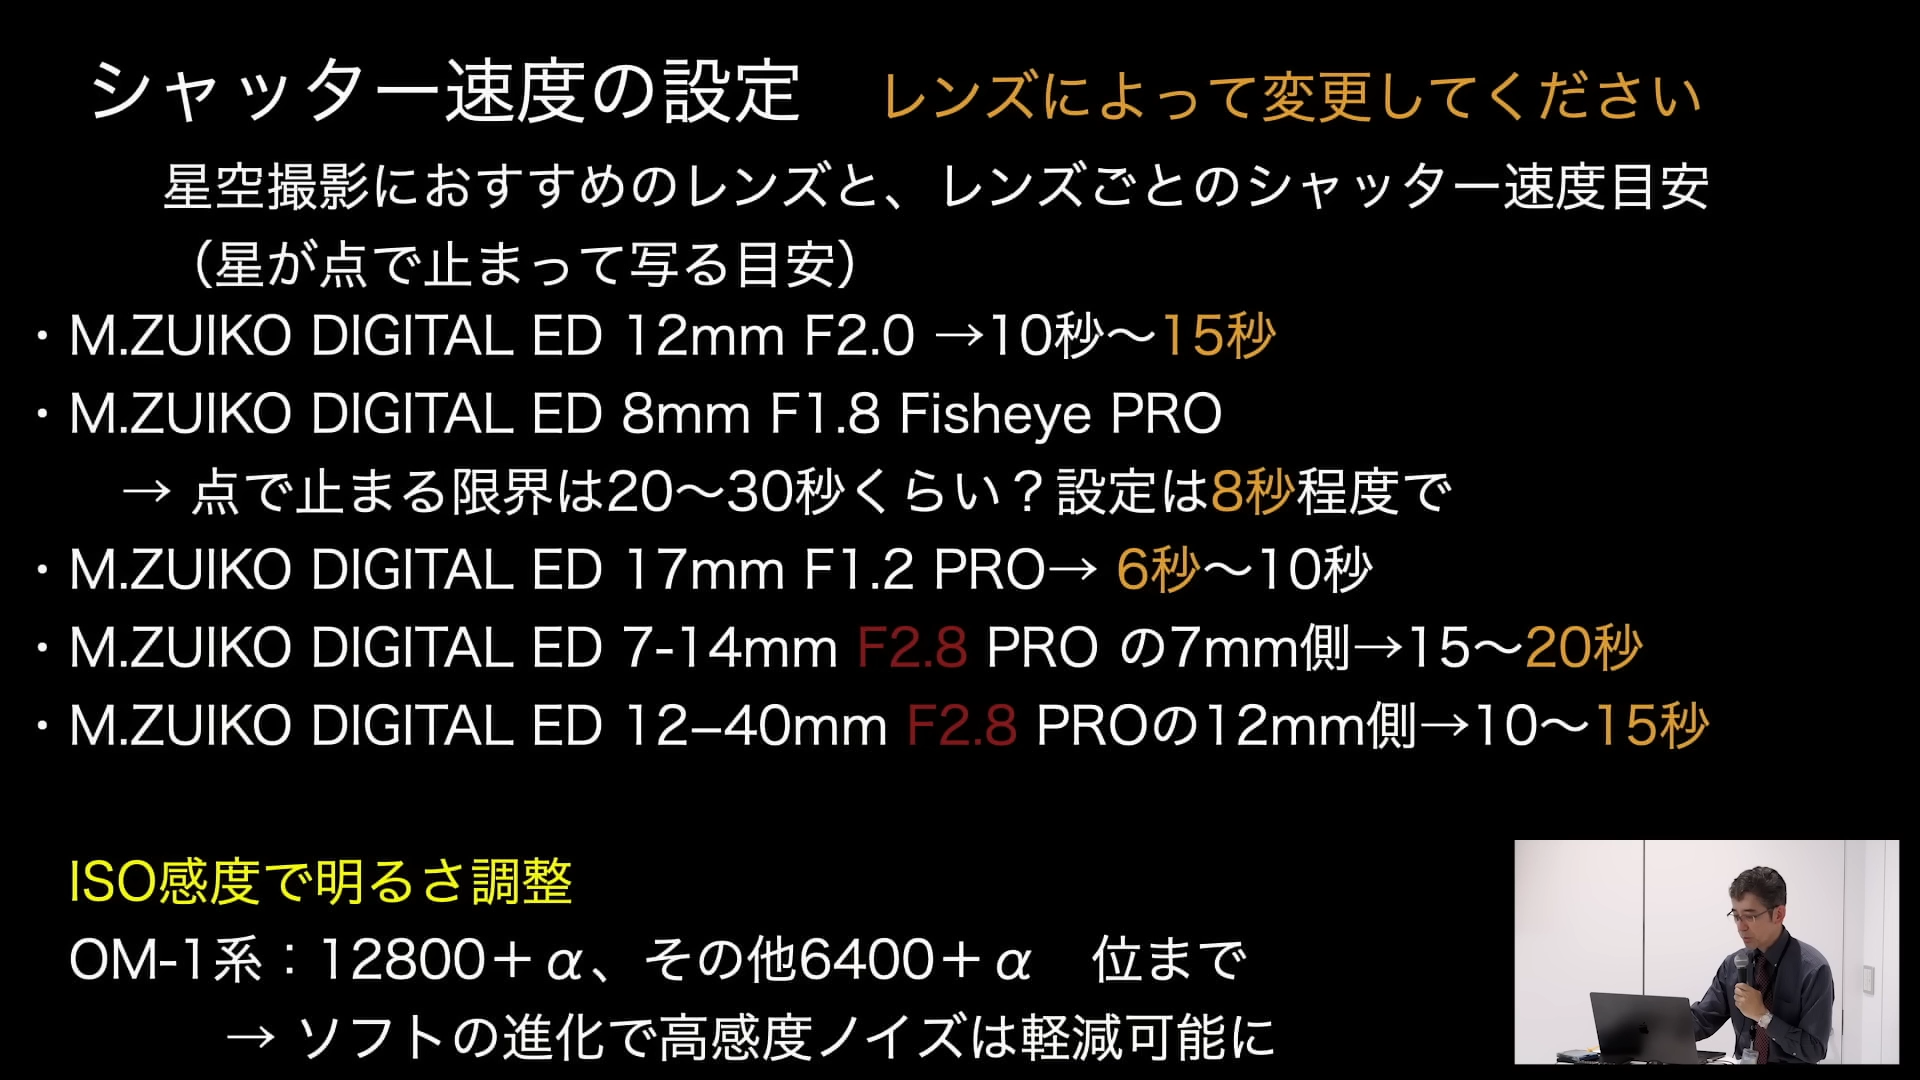 シャッター速度の設定　レンズによって変更してください
星空撮影におすすめのレンズと、レンズごとのシャッター速度目安
（星が点で止まって写る目安）
・M.ZUIKO DIGITAL ED 12mm F2.0 →10秒〜15秒
・M.ZUIKO DIGITAL ED 8mm F1.8 Fisheye PRO
→ 点で止まる限界は20〜30秒くらい？設定は8秒程度で
・M.ZUIKO DIGITAL ED 17mm F1.2 PRO→ 6秒〜10秒
・M.ZUIKO DIGITAL ED 7-14mm F2.8 PRO の7mm側→15〜20秒
・M.ZUIKO DIGITAL ED 12–40mm F2.8 PROの12mm側→10〜15秒
ISO感度で明るさ調整
OM-1系：12800＋α、その他6400＋α　位まで
→ ソフトの進化で高感度ノイズは軽減可能に